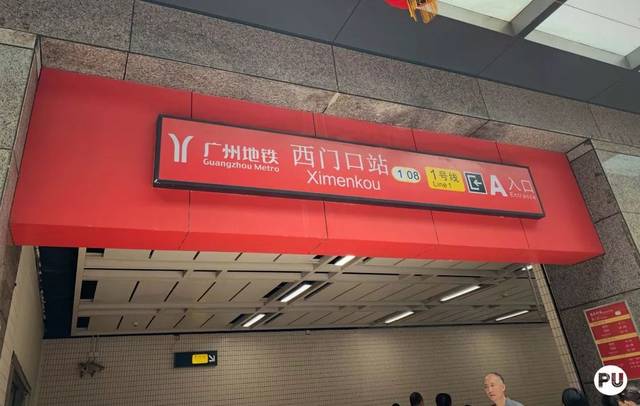 广州地铁
Guangzhou Metro
西门口站
Ximenkou
1 08
1号线
Line 1
A 入口
Entrance
PU